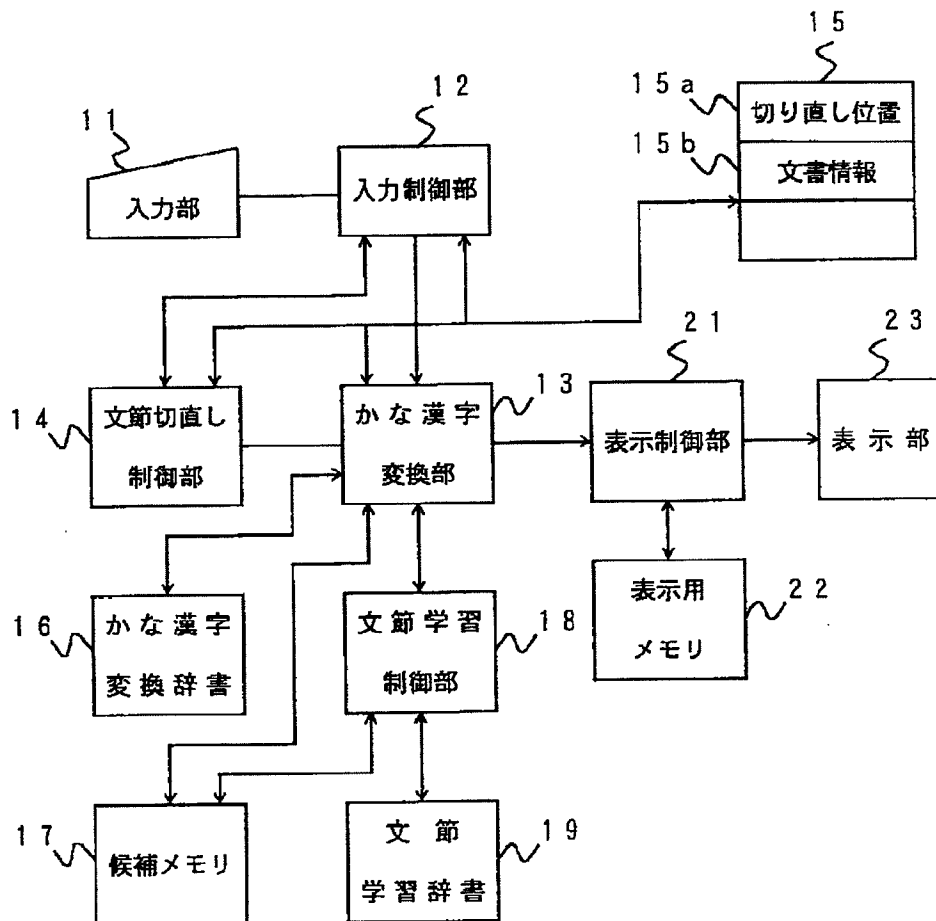 15
15a
切り直し位置
12
11
15b
文書情報
入力部
入力制御部
21
23
14
文節切直し
制御部
かな漢字
変換部
13
表示制御部
表示部
16
かな漢字
変換辞書
文節学習
制御部
18
表示用
メモリ
22
17
候補メモリ
文節
学習辞書
19